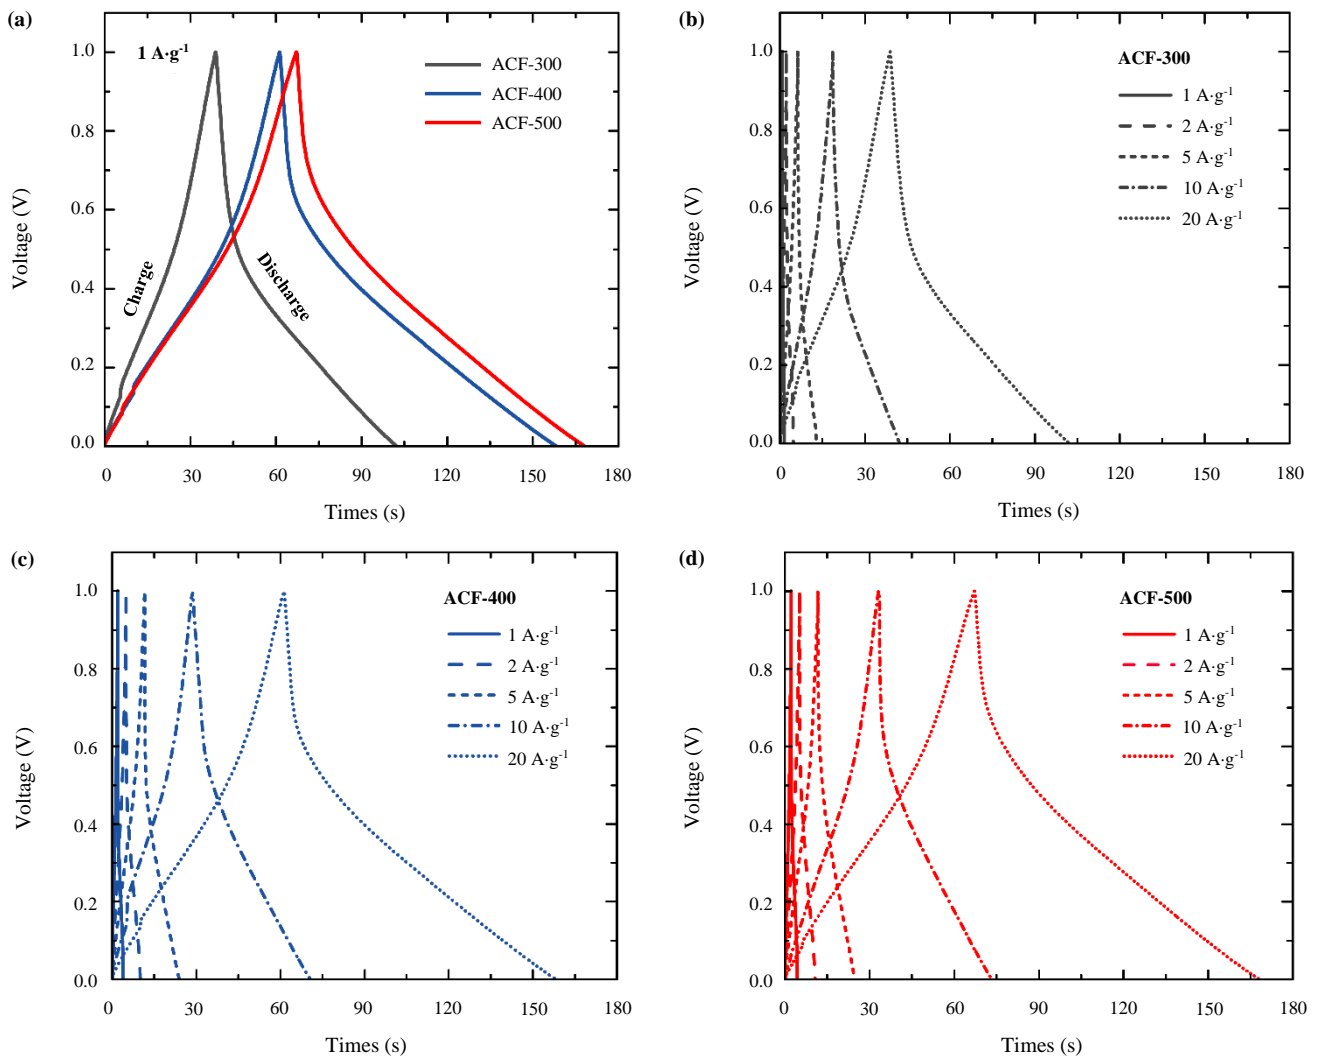 (a)
1 A·g-1
ACF-300
ACF-400
ACF-500
Charge
Discharge
1.0
0.8
0.6
0.4
0.2
0.0
0 30 60 90 120 150 180
Voltage (V)
Times (s)
(b)
ACF-300
1 A·g-1
2 A·g-1
5 A·g-1
10 A·g-1
20 A·g-1
1.0
0.8
0.6
0.4
0.2
0.0
0 30 60 90 120 150 180
Voltage (V)
Times (s)
(c)
ACF-400
1 A·g-1
2 A·g-1
5 A·g-1
10 A·g-1
20 A·g-1
1.0
0.8
0.6
0.4
0.2
0.0
0 30 60 90 120 150 180
Voltage (V)
Times (s)
(d)
ACF-500
1 A·g-1
2 A·g-1
5 A·g-1
10 A·g-1
20 A·g-1
1.0
0.8
0.6
0.4
0.2
0.0
0 30 60 90 120 150 180
Voltage (V)
Times (s)